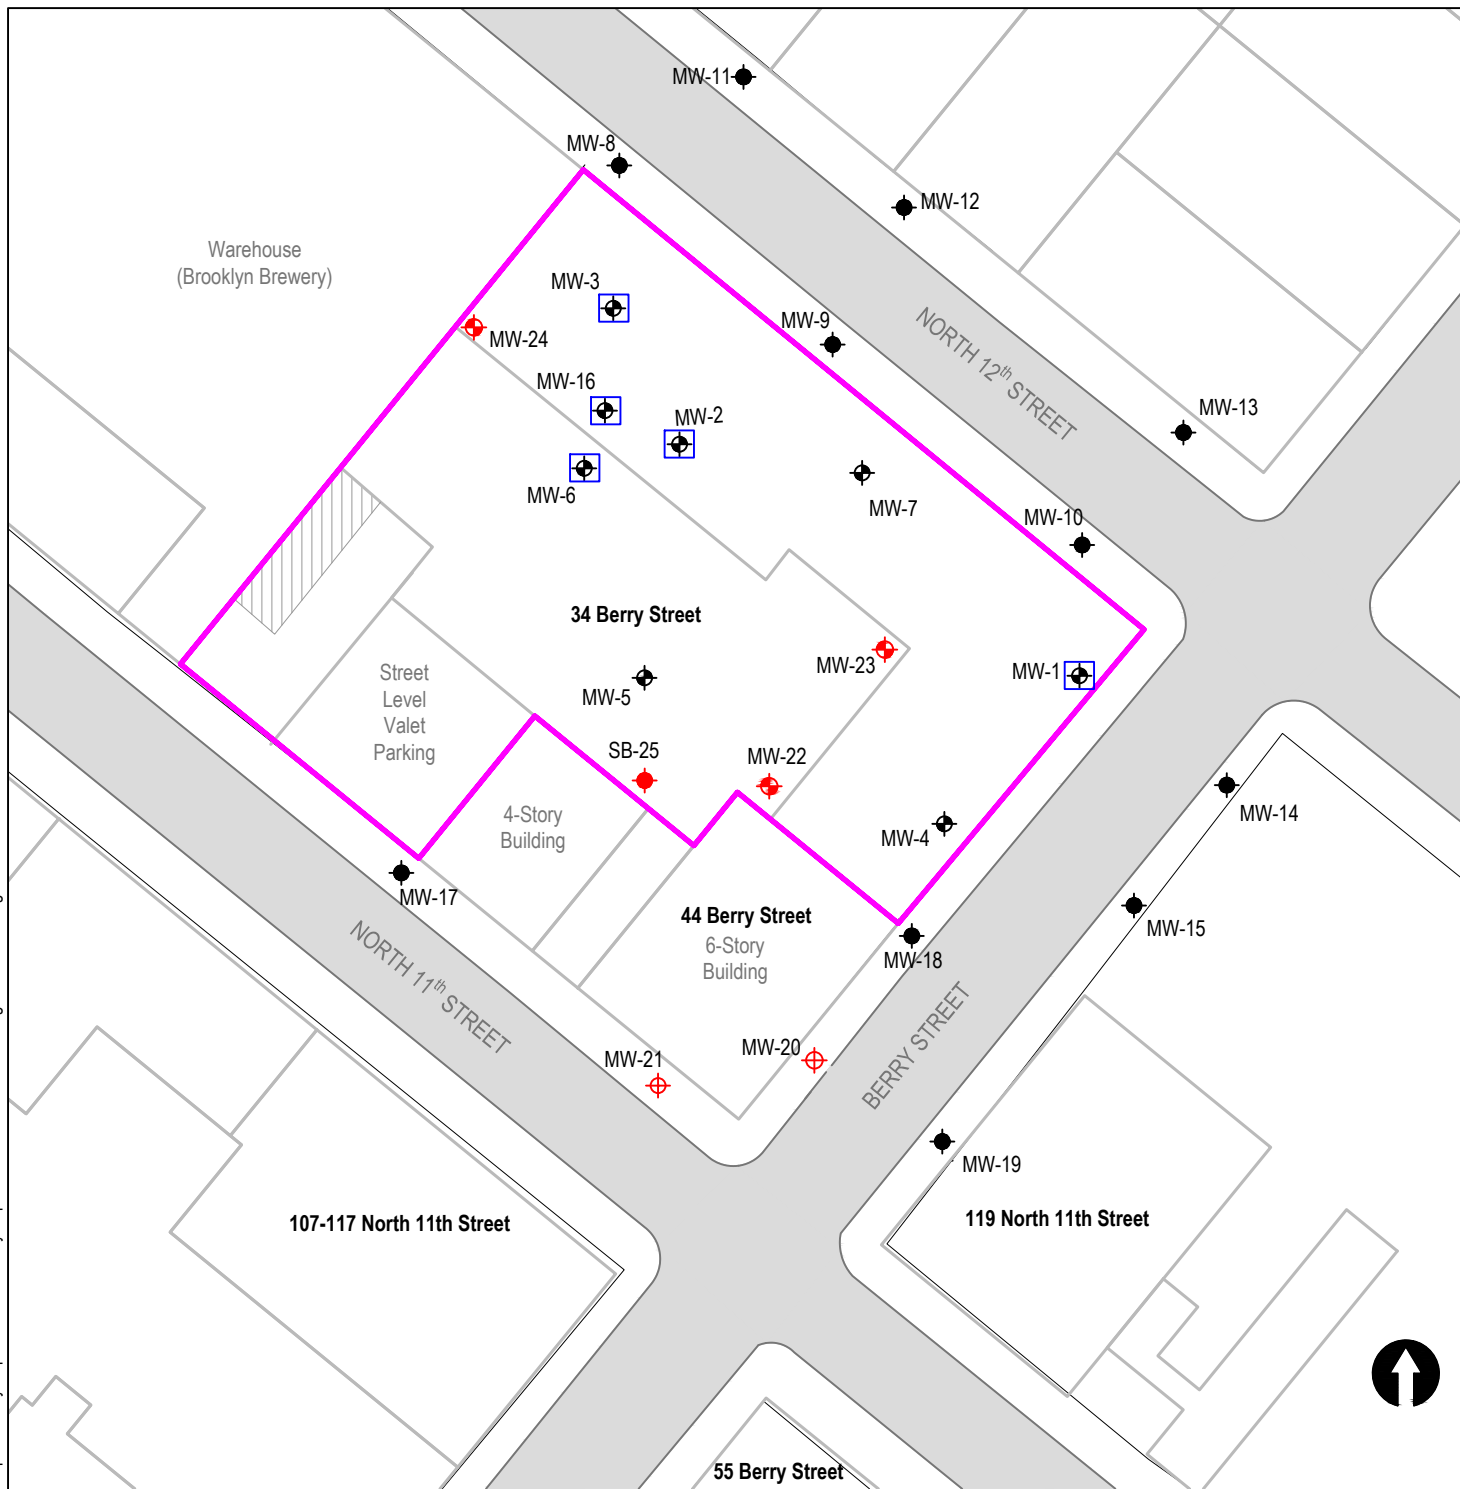 MW-11
MW-8
MW-12
Warehouse
(Brooklyn Brewery)
MW-3
MW-24
MW-9
NORTH 12th STREET
MW-16
MW-2
MW-13
MW-6
MW-7
MW-10
34 Berry Street
MW-23
MW-1
Street
Level
Valet
Parking
MW-5
SB-25
MW-22
4-Story
Building
MW-4
MW-14
MW-17
44 Berry Street
6-Story
Building
MW-15
MW-18
NORTH 11th STREET
MW-20
BERRY STREET
MW-21
MW-19
107-117 North 11th Street
119 North 11th Street
55 Berry Street